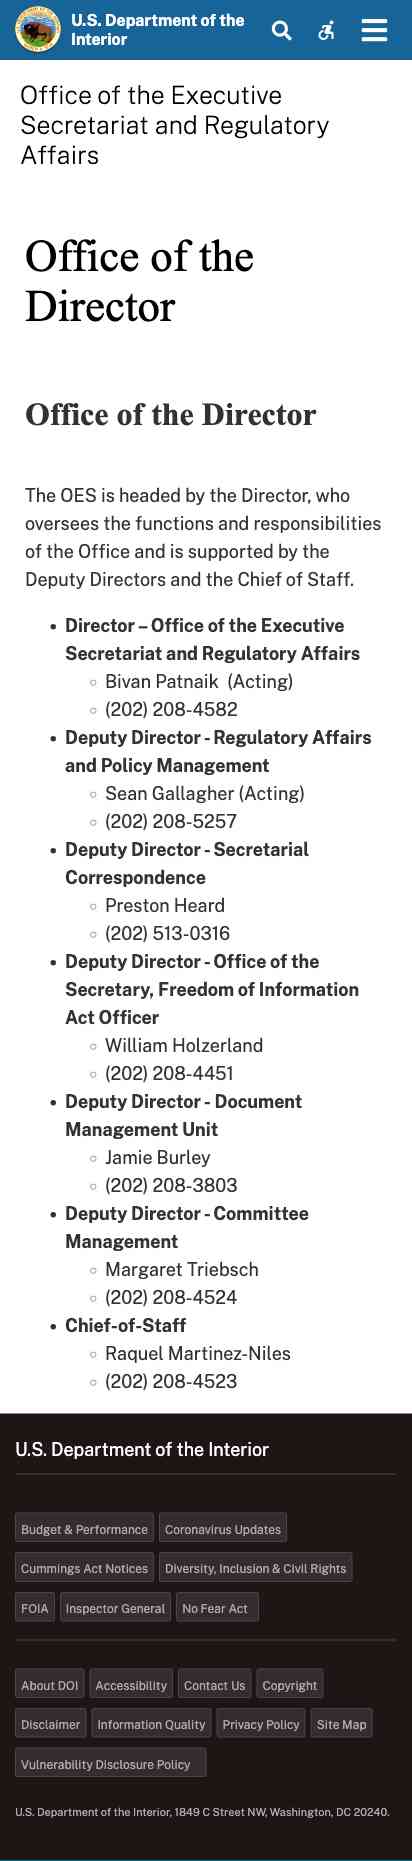 U.S. Department of the
Interior
Office of the Executive
Secretariat and Regulatory
Affairs
Office of the
Director
Office of the Director
The OES is headed by the Director, who
oversees the functions and responsibilities
of the Office and is supported by the
Deputy Directors and the Chief of Staff.
• Director – Office of the Executive
Secretariat and Regulatory Affairs
◦ Bivan Patnaik  (Acting)
◦ (202) 208-4582
• Deputy Director - Regulatory Affairs
and Policy Management
◦ Sean Gallagher (Acting)
◦ (202) 208-5257
• Deputy Director - Secretarial
Correspondence
◦ Preston Heard
◦ (202) 513-0316
• Deputy Director - Office of the
Secretary, Freedom of Information
Act Officer
◦ William Holzerland
◦ (202) 208-4451
• Deputy Director - Document
Management Unit
◦ Jamie Burley
◦ (202) 208-3803
• Deputy Director - Committee
Management
◦ Margaret Triebsch
◦ (202) 208-4524
• Chief-of-Staff
◦ Raquel Martinez-Niles
◦ (202) 208-4523
U.S. Department of the Interior
Budget & Performance Coronavirus Updates
Cummings Act Notices Diversity, Inclusion & Civil Rights
FOIA Inspector General No Fear Act
About DOI Accessibility Contact Us Copyright
Disclaimer Information Quality Privacy Policy Site Map
Vulnerability Disclosure Policy
U.S. Department of the Interior, 1849 C Street NW, Washington, DC 20240.